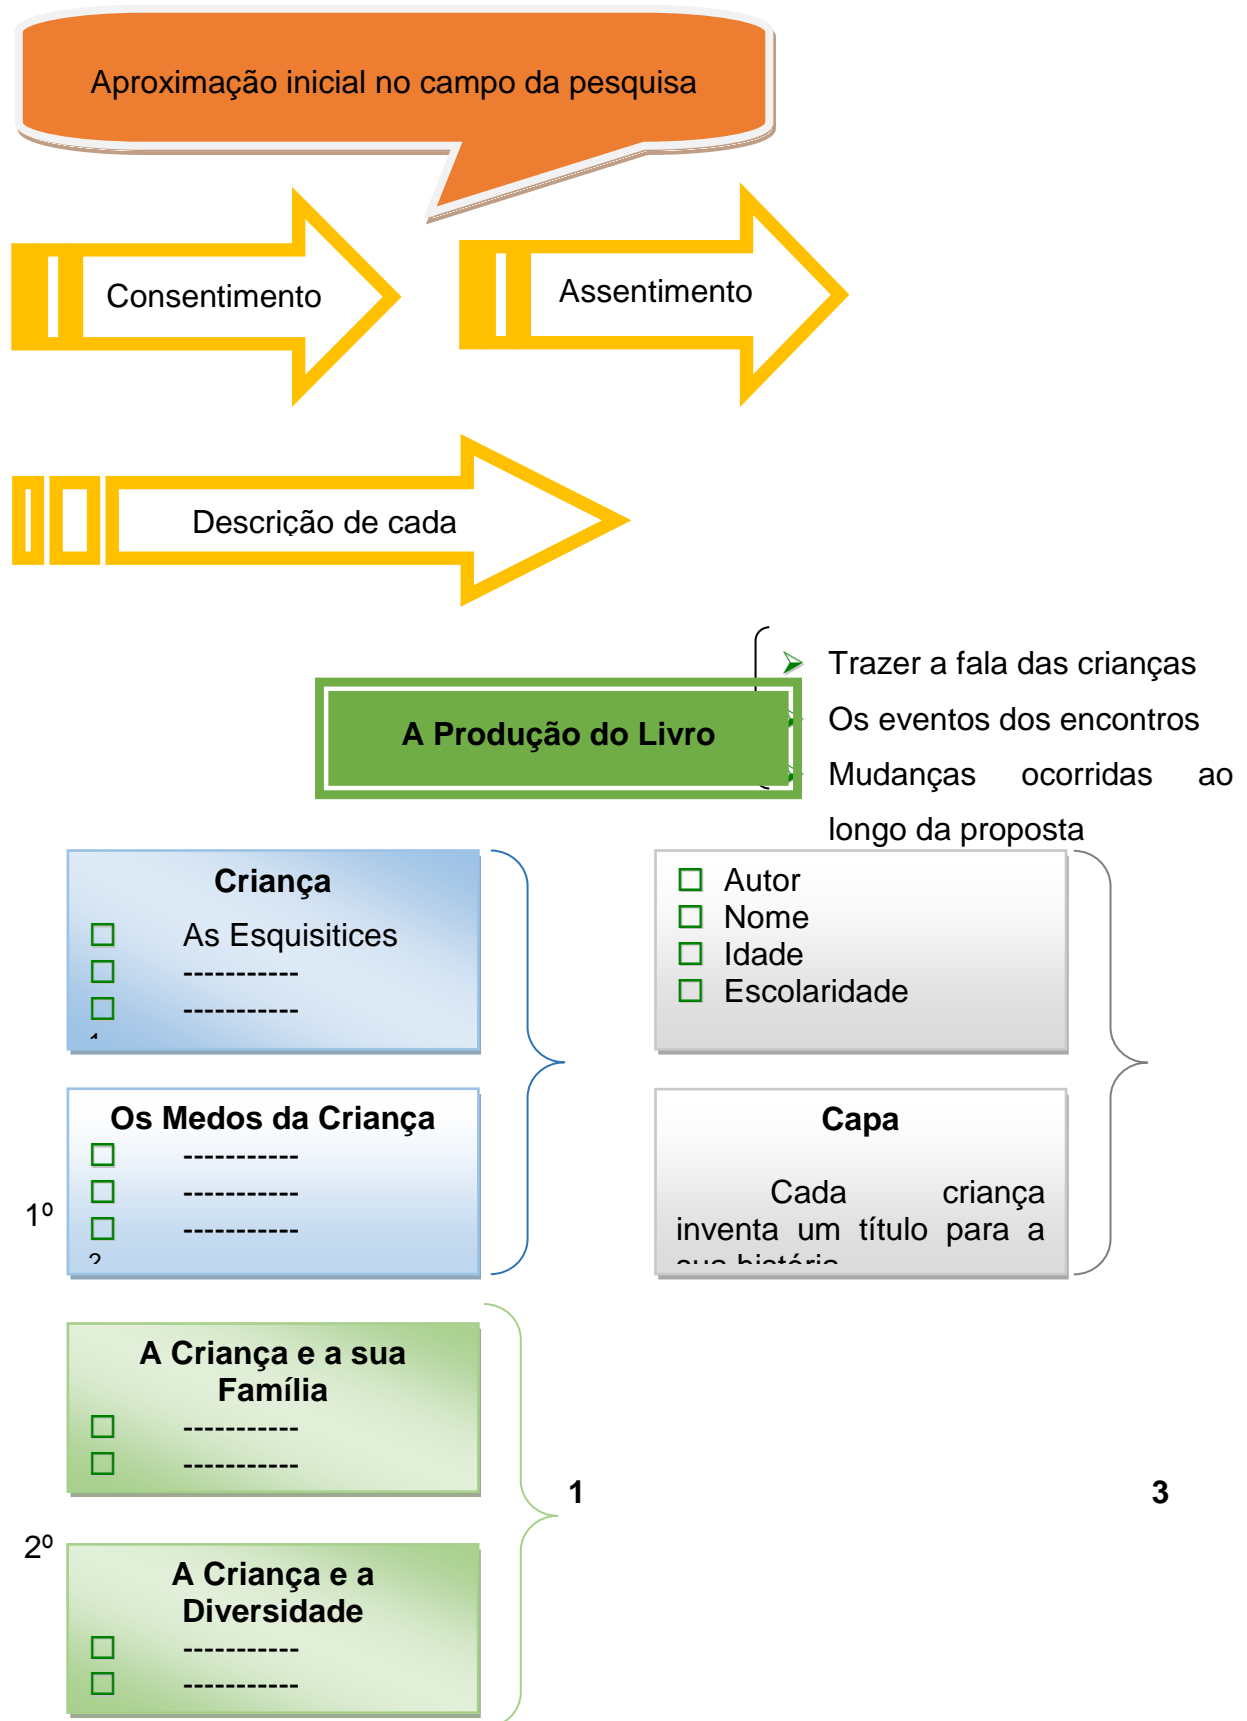 Aproximação inicial no campo da pesquisa
Consentimento
Assentimento
Descrição de cada
Trazer a fala das crianças
A Produção do Livro
Os eventos dos encontros
Mudanças ocorridas ao
longo da proposta
Criança
As Esquisitices
-----------
-----------
Autor
Nome
Idade
Escolaridade
Os Medos da Criança
-----------
-----------
-----------
1º
Capa
Cada criança
inventa um título para a
sua história
A Criança e a sua
Família
-----------
-----------
1
3
2º
A Criança e a
Diversidade
-----------
-----------